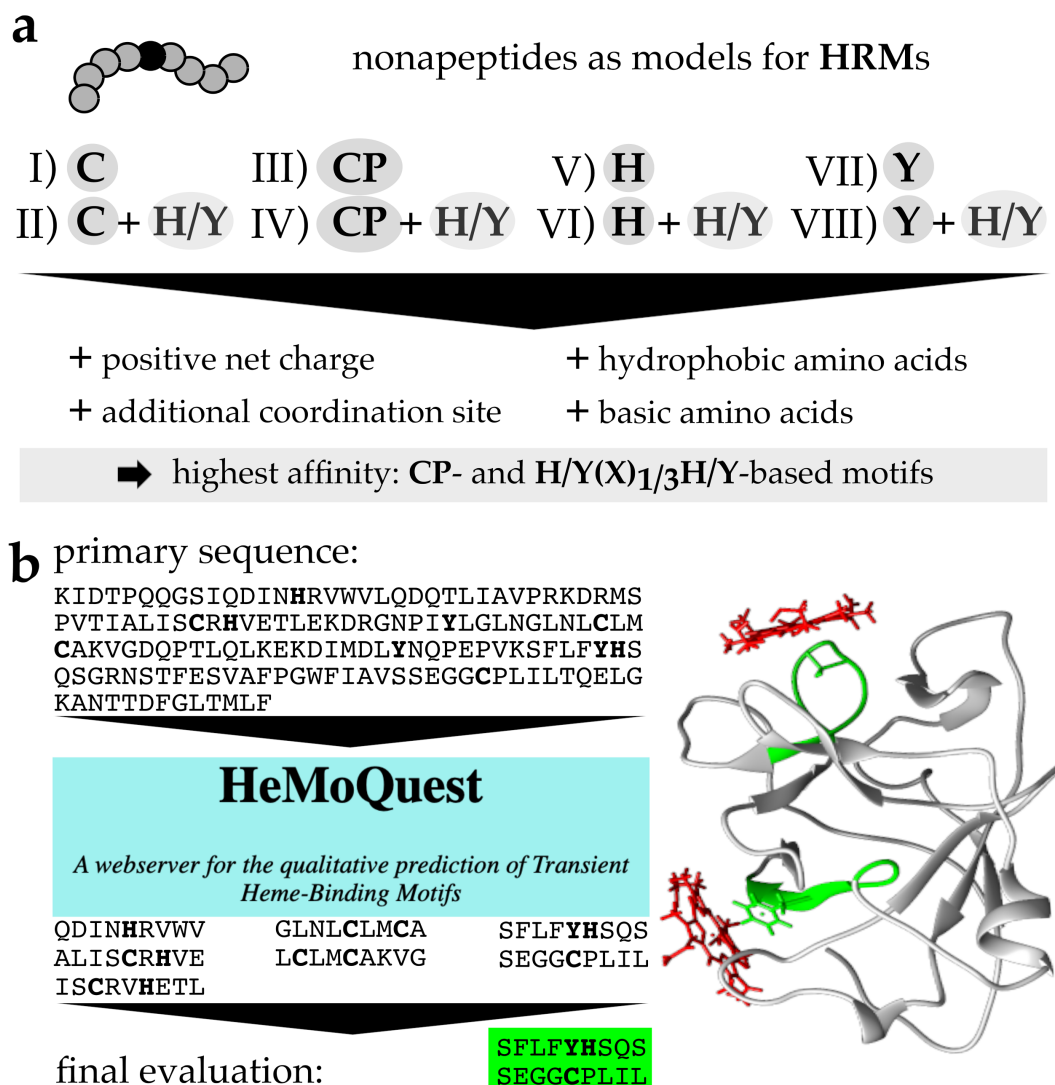 a
nonapeptides as models for HRMs
I) C III) CP V) H VII) Y
II) C + H/Y IV) CP + H/Y VI) H + H/Y VIII) Y + H/Y
+ positive net charge + hydrophobic amino acids
+ additional coordination site + basic amino acids
highest affinity: CP- and H/Y(X)1/3H/Y-based motifs
b primary sequence:
KIDTPQQGSIQDINHRVWVLQDQTLIAVPRKDRMS
PVTIALISCRHVETLEKDRGNPIYLGLNGLNLCLM
CAKVGDQPTLQLKEKDIMDLYNQPEPVKSFLFYHS
QSGRNSTFESVAFPGWFIAVSSEGGCPLILTQELG
KANTTDFGLTMLF
HeMoQuest
A webserver for the qualitative prediction of Transient
Heme-Binding Motifs
QDINHRVWV GLNLCLMCA SFLFYHSQS
ALISCRHVE LCLMCAKVG SEGGCPLIL
ISCRVHETL
final evaluation:
SFLFYHSQS
SEGGCPLIL